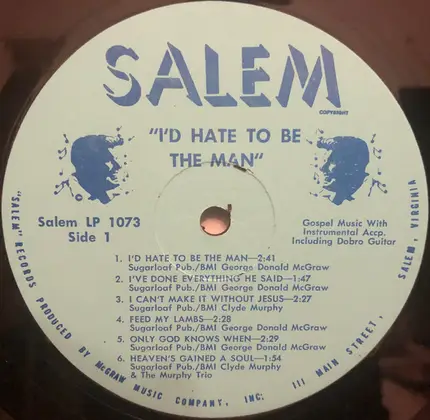 SALEM
COPYRIGHT
"I'D HATE TO BE
THE MAN"
Salem LP 1073
Side 1
Gospel Music With
Instrumental Accp.
Including Dobro Guitar
1. I'D HATE TO BE THE MAN—2:41
Sugarloaf Pub./BMI George Donald McGraw
2. I'VE DONE EVERYTHING HE SAID—1:47
Sugarloaf Pub./BMI George Donald McGraw
3. I CAN'T MAKE IT WITHOUT JESUS—2:27
Sugarloaf Pub./BMI Clyde Murphy
4. FEED MY LAMBS—2:28
Sugarloaf Pub./BMI George Donald McGraw
5. ONLY GOD KNOWS WHEN—2:29
Sugarloaf Pub./BMI George Donald McGraw
6. HEAVEN'S GAINED A SOUL—1:54
Sugarloaf Pub./BMI Clyde Murphy
& The Murphy Trio
"SALEM" RECORDS PRODUCED BY McGRAW MUSIC COMPANY, INC. 111 MAIN STREET, SALEM, VIRGINIA